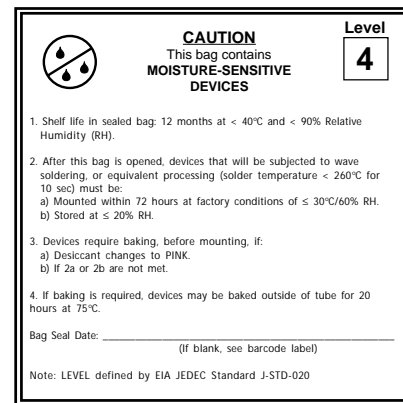 CAUTION
This bag contains
MOISTURE-SENSITIVE
DEVICES
Level
4
1. Shelf life in sealed bag: 12 months at < 40°C and < 90% Relative
Humidity (RH).
2. After this bag is opened, devices that will be subjected to wave
soldering, or equivalent processing (solder temperature < 260°C for
10 sec) must be:
a) Mounted within 72 hours at factory conditions of ≤ 30°C/60% RH.
b) Stored at ≤ 20% RH.
3. Devices require baking, before mounting, if:
a) Desiccant changes to PINK.
b) If 2a or 2b are not met.
4. If baking is required, devices may be baked outside of tube for 20
hours at 75°C.
Bag Seal Date: ___________________________________________
(If blank, see barcode label)
Note: LEVEL defined by EIA JEDEC Standard J-STD-020